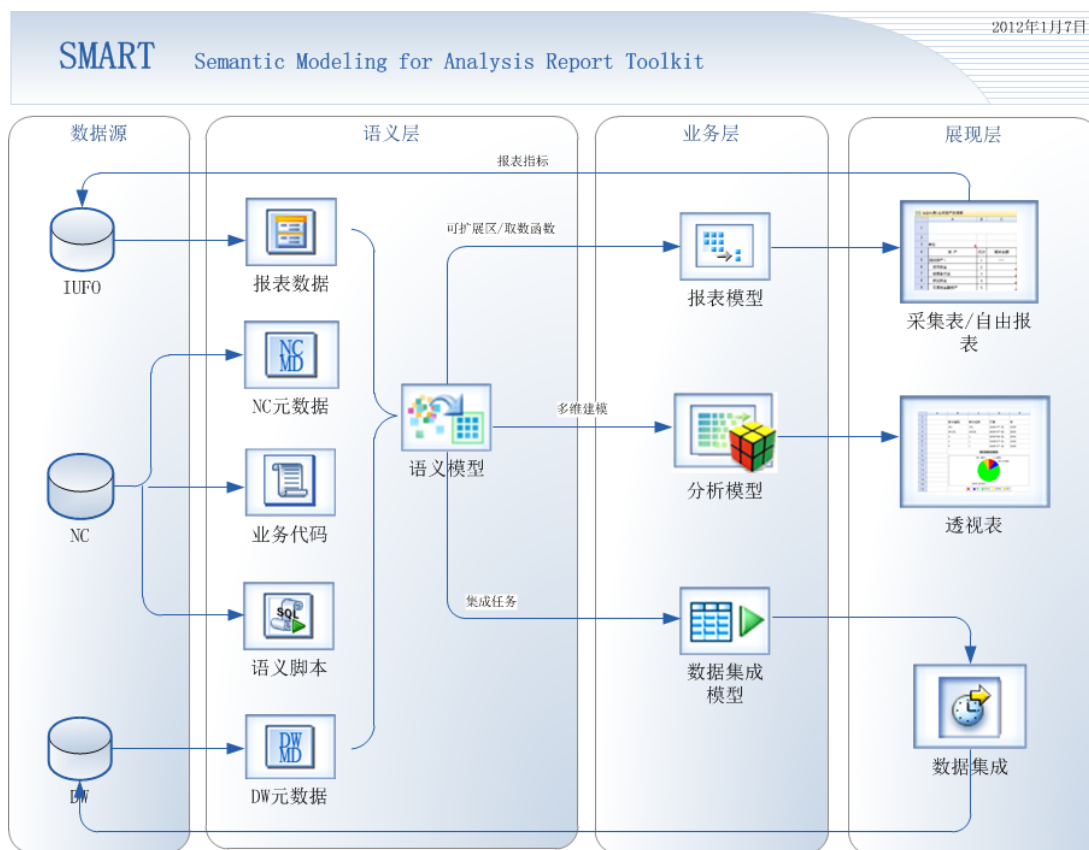 2012年1月7日
SMART Semantic Modeling for Analysis Report Toolkit
数据源
语义层
业务层
展现层
报表指标
可扩展区/取数函数
IUFO
报表数据
报表模型
采集表/自由报
表
NC
MD
NC元数据
多维建模
语义模型
分析模型
透视表
NC
业务代码
集成任务
SQL
语义脚本
数据集成
模型
DW
DW
MD
DW元数据
数据集成